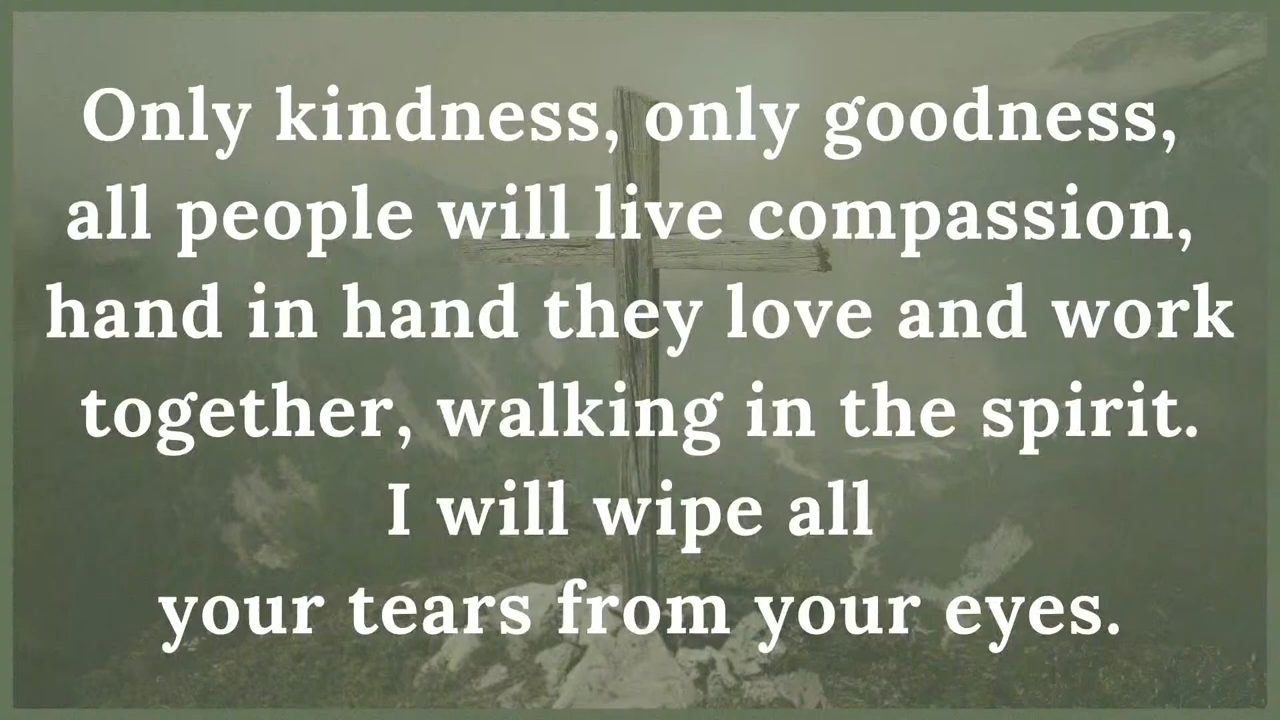 Only kindness, only goodness,
all people will live compassion,
hand in hand they love and work
together, walking in the spirit.
I will wipe all
your tears from your eyes.